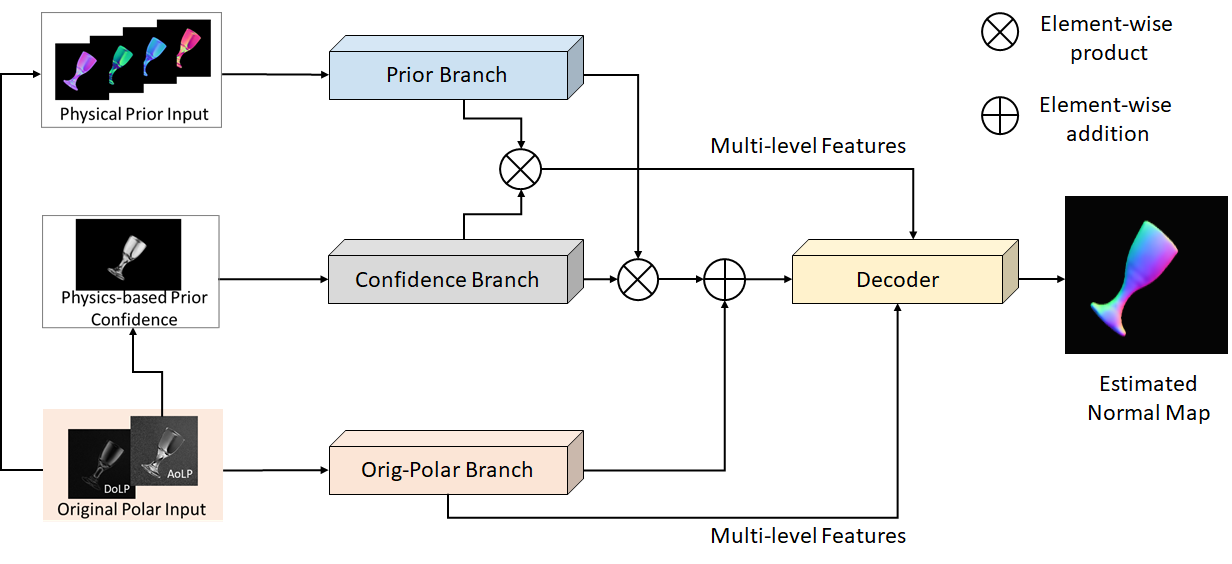 Element-wise
product
Prior Branch
Physical Prior Input
Element-wise
addition
Multi-level Features
Confidence Branch
Decoder
Physics-based Prior
Confidence
Estimated
Normal Map
Orig-Polar Branch
AoLP
DoLP
Original Polar Input
Multi-level Features